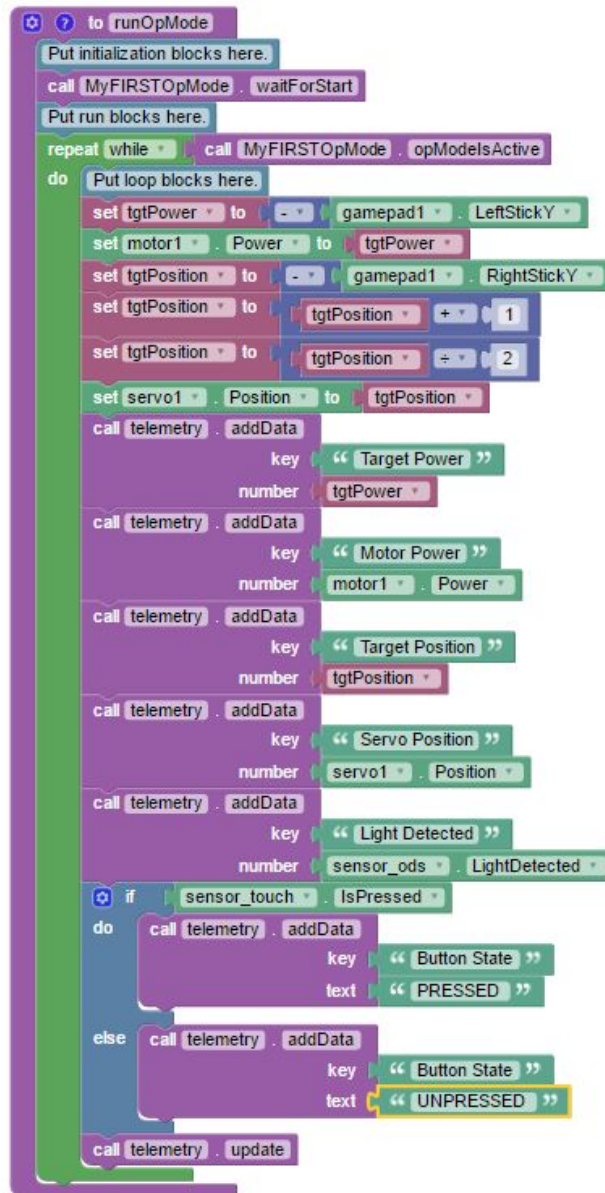 ? to runOpMode
Put initialization blocks here.
call MyFIRSTOpMode . waitForStart
Put run blocks here.
repeat while call MyFIRSTOpMode . opModeIsActive
do Put loop blocks here.
set tgtPower to - gamepad1 . LeftStickY
set motor1 . Power to tgtPower
set tgtPosition to - gamepad1 . RightStickY
set tgtPosition to tgtPosition + 1
set tgtPosition to tgtPosition ÷ 2
set servo1 . Position to tgtPosition
call telemetry . addData
key “ Target Power ”
number tgtPower
call telemetry . addData
key “ Motor Power ”
number motor1 . Power
call telemetry . addData
key “ Target Position ”
number tgtPosition
call telemetry . addData
key “ Servo Position ”
number servo1 . Position
call telemetry . addData
key “ Light Detected ”
number sensor_ods . LightDetected
if sensor_touch . IsPressed
do call telemetry . addData
key “ Button State ”
text “ PRESSED ”
else call telemetry . addData
key “ Button State ”
text “ UNPRESSED ”
call telemetry . update